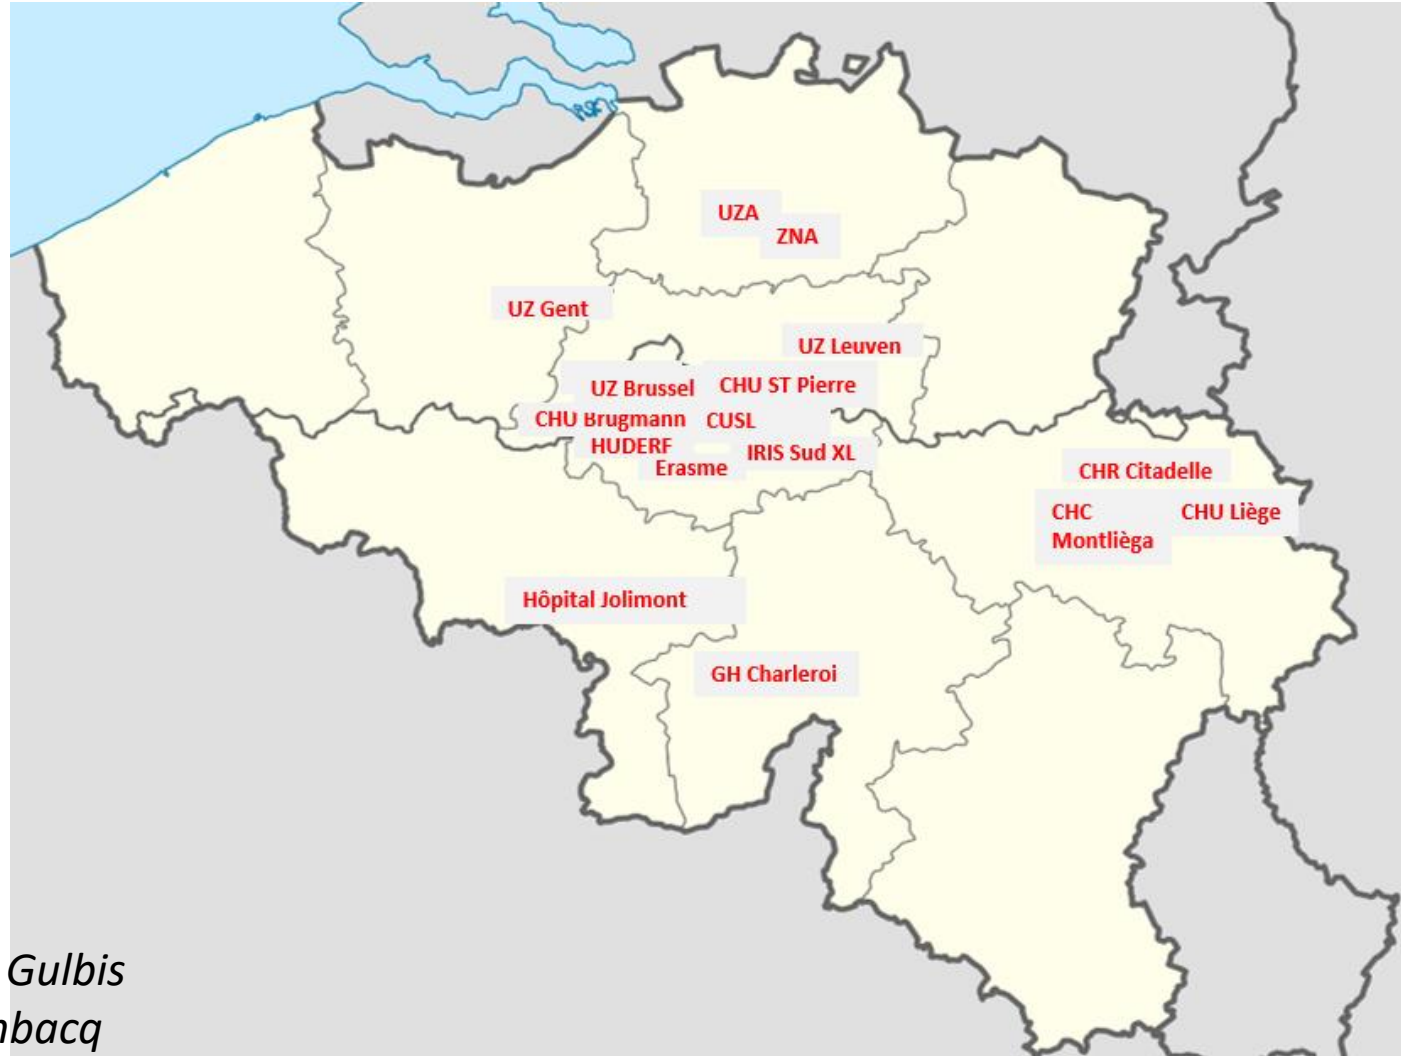 UZA
ZNA
UZ Gent
UZ Leuven
UZ Brussel
CHU ST Pierre
CHU Brugmann
CUSL
HUDERF
IRIS Sud XL
Erasme
CHR Citadelle
CHC
Montlièga
CHU Liège
Hôpital Jolimont
GH Charleroi
Gulbis